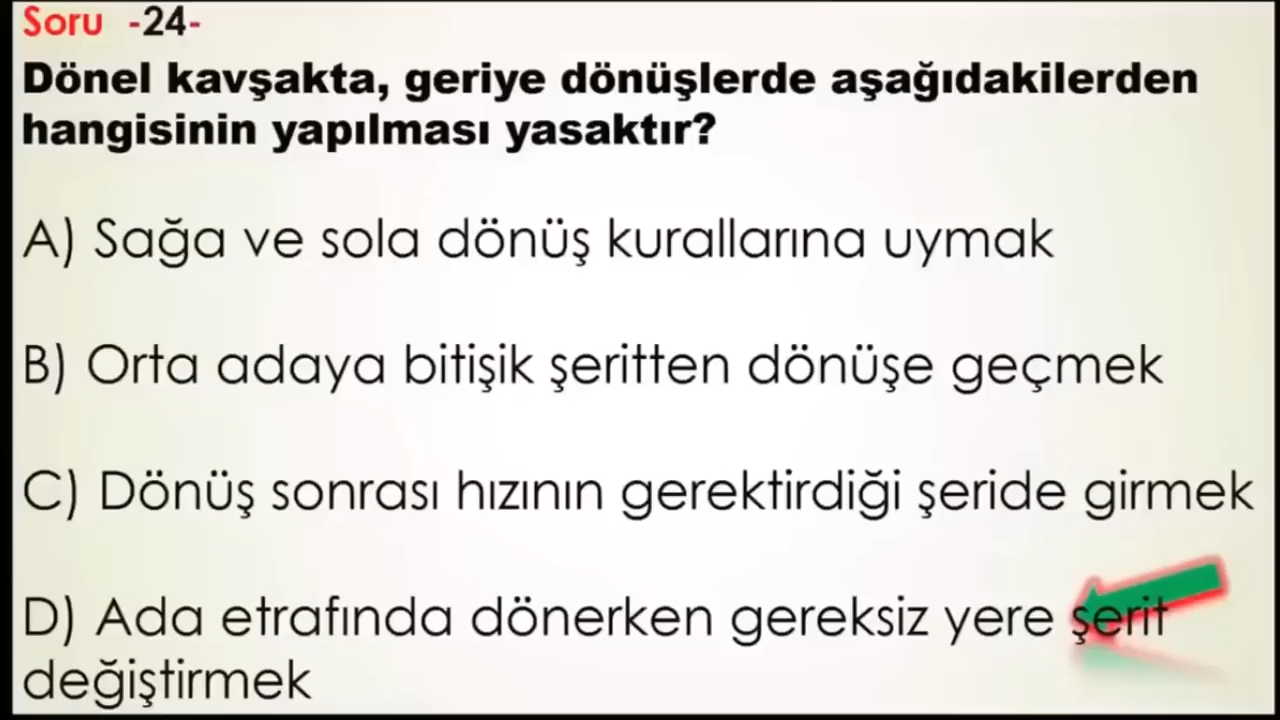 Soru -24-
Dönel kavşakta, geriye dönüşlerde aşağıdakilerden
hangisinin yapılması yasaktır?
A) Sağa ve sola dönüş kurallarına uymak
B) Orta adaya bitişik şeritten dönüşe geçmek
C) Dönüş sonrası hızının gerektirdiği şeride girmek
D) Ada etrafında dönerken gereksiz yere şerit
değiştirmek